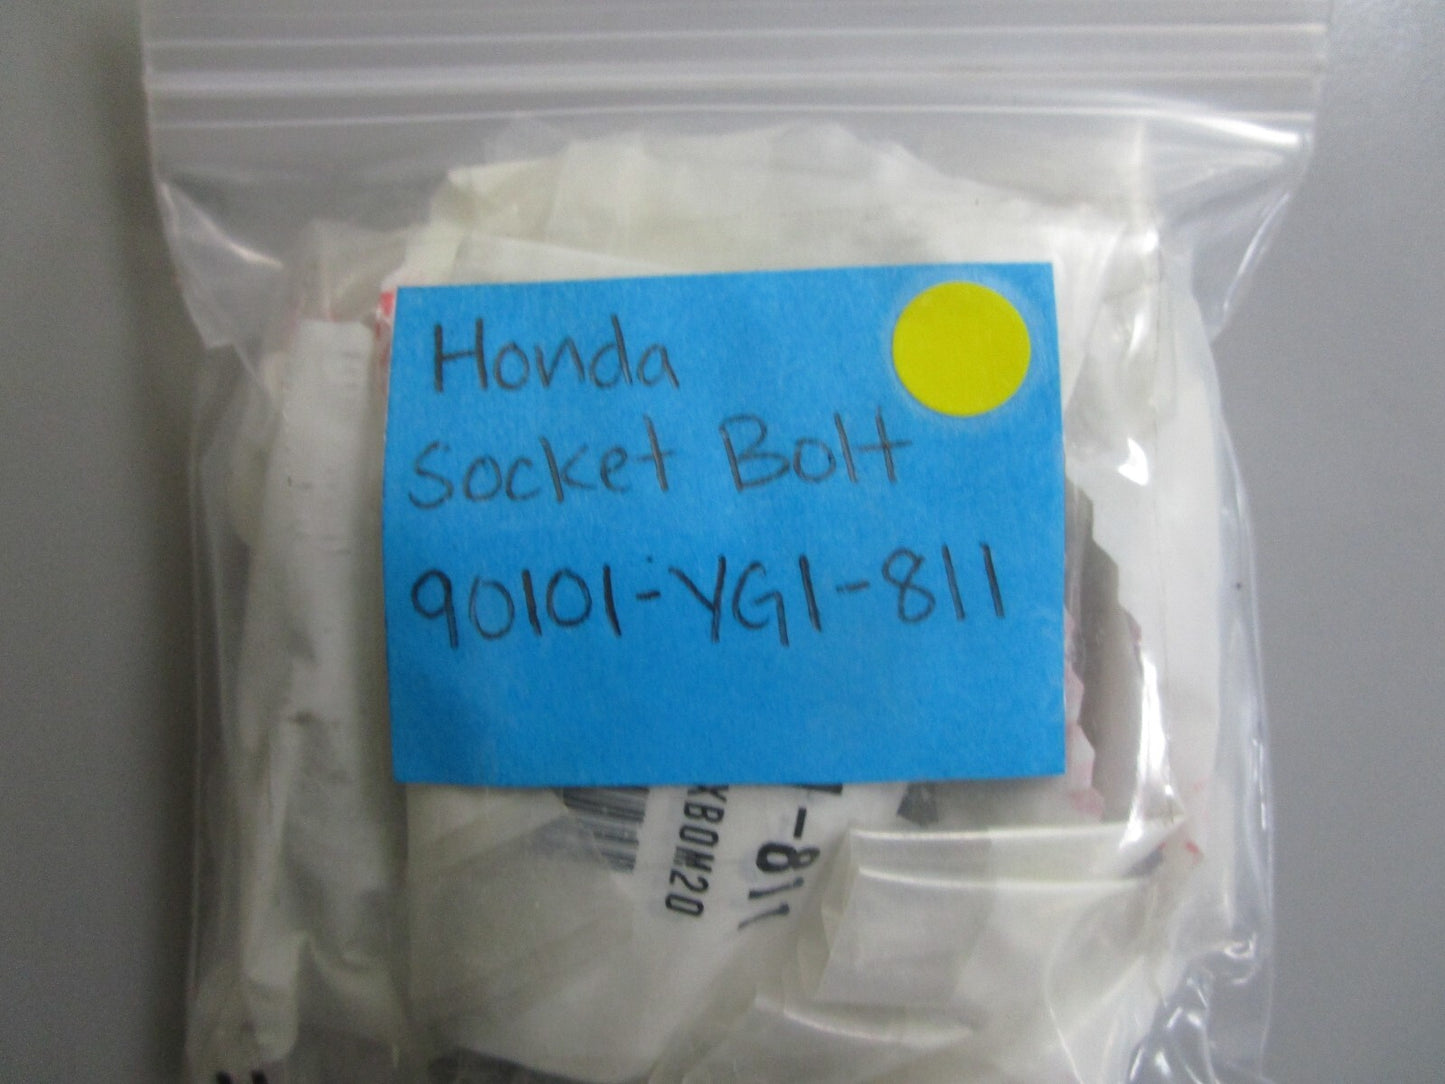 Honda
Socket Bolt
90101-YG1-811
XBOM20
-811